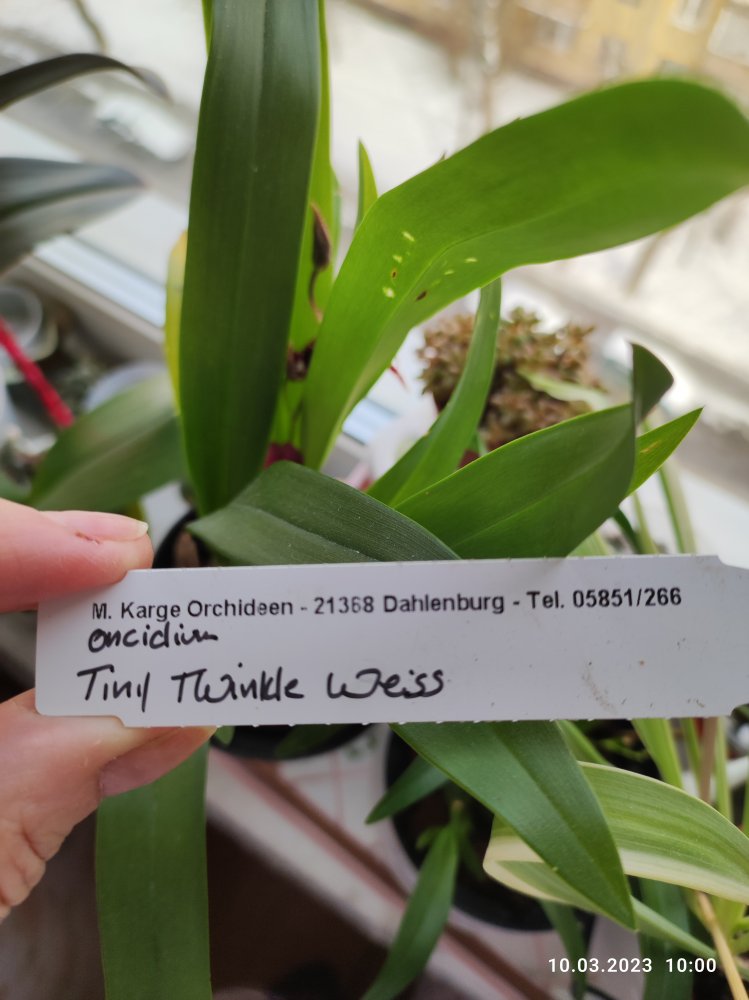 M. Karge Orchideen - 21368 Dahlenburg - Tel. 05851/266
oncidium
Tiny Twinkle Weiss
10.03.2023 10:00